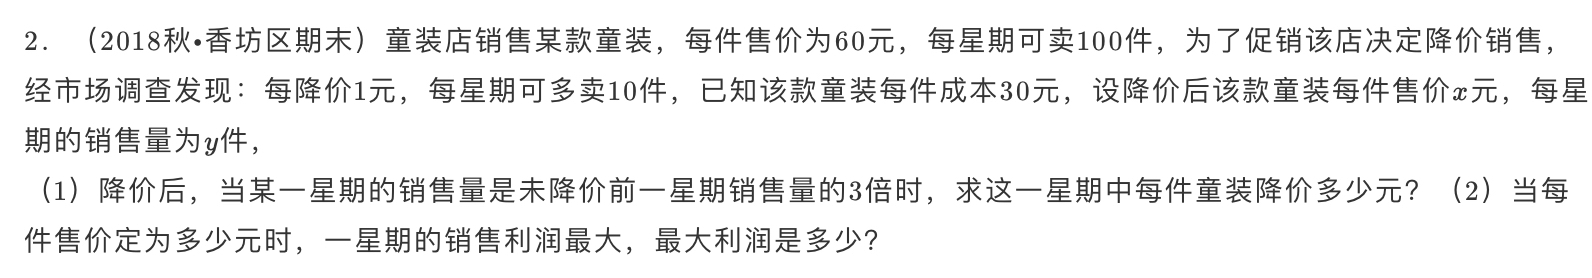 2．（2018秋•香坊区期末）童装店销售某款童装，每件售价为60元，每星期可卖100件，为了促销该店决定降价销售，
经市场调查发现：每降价1元，每星期可多卖10件，已知该款童装每件成本30元，设降价后该款童装每件售价x元，每星
期的销售量为y件，
（1）降价后，当某一星期的销售量是未降价前一星期销售量的3倍时，求这一星期中每件童装降价多少元？（2）当每
件售价定为多少元时，一星期的销售利润最大，最大利润是多少？